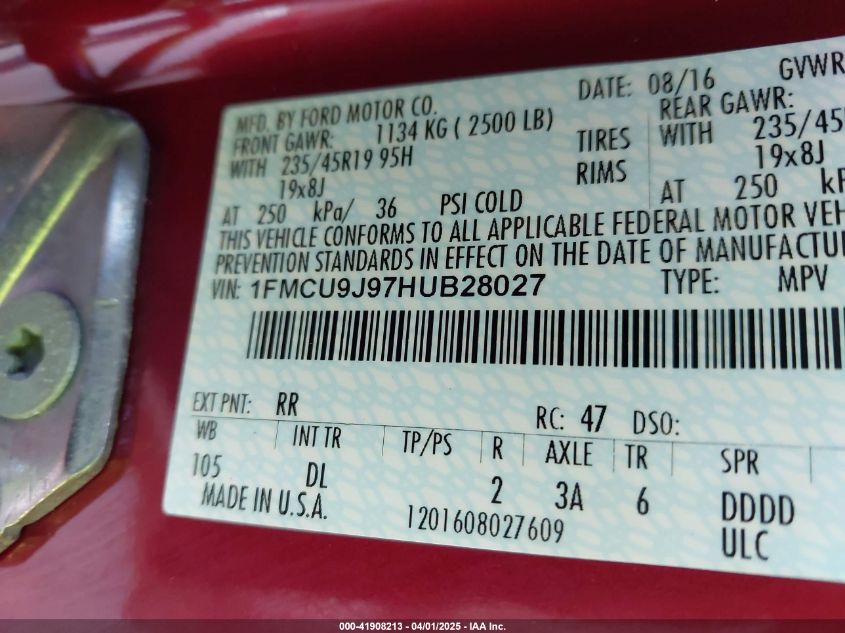 MFD. BY FORD MOTOR CO. DATE: 08/16 GVWR
FRONT GAWR: 1134 KG ( 2500 LB) REAR GAWR:
WITH 235/45R19 95H TIRES WITH 235/45
19x8J RIMS 19x8J
AT 250 kPa/ 36 PSI COLD AT 250 kP
THIS VEHICLE CONFORMS TO ALL APPLICABLE FEDERAL MOTOR VEH
PREVENTION STANDARDS IN EFFECT ON THE DATE OF MANUFACTU
VIN: 1FMCU9J97HUB28027 TYPE: MPV
EXT PNT: RR RC: 47 DSO:
WB INT TR TP/PS R AXLE TR SPR
105 DL 2 3A 6 DDDD
MADE IN U.S.A. 1201608027609 ULC
000-41908213 - 04/01/2025 - IAA Inc.